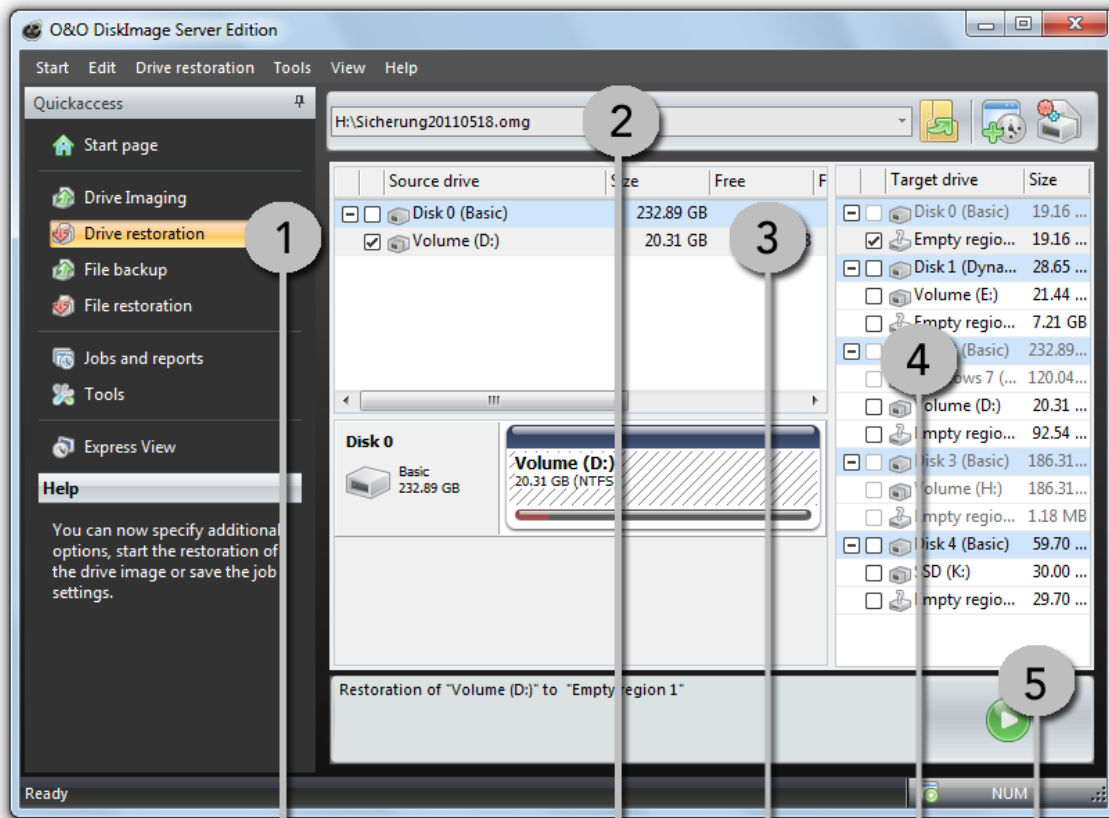 O&O DiskImage Server Edition
Start Edit Drive restoration Tools View Help
Quickaccess
Start page
Drive Imaging
Drive restoration
File backup
File restoration
Jobs and reports
Tools
Express View
Help
You can now specify additional
options, start the restoration of
the drive image or save the job
settings.
1
H:\Sicherung20110518.omg
2
Source drive Size Free F
Disk 0 (Basic) 232.89 GB
Volume (D:) 20.31 GB
3
Disk 0
Basic
232.89 GB
Volume (D:)
20.31 GB (NTFS
Target drive Size
Disk 0 (Basic) 19.16 ...
Empty regio... 19.16 ...
Disk 1 (Dyna... 28.65 ...
Volume (E:) 21.44 ...
Empty regio... 7.21 GB
(Basic) 232.89...
ows 7 (... 120.04...
Volume (D:) 20.31 ...
Empty regio... 92.54 ...
Disk 3 (Basic) 186.31...
Volume (H:) 186.31...
Empty regio... 1.18 MB
Disk 4 (Basic) 59.70 ...
SSD (K:) 30.00 ...
Empty regio... 29.70 ...
4
Restoration of "Volume (D:)" to "Empty region 1"
5
Ready
NUM